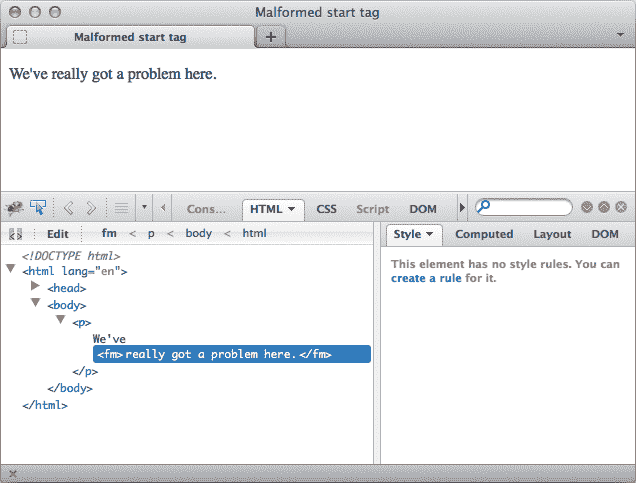 Malformed start tag
Malformed start tag
We've really got a problem here.
Cons... HTML CSS Script DOM
Edit fm < p < body < html
Style Computed Layout DOM
<!DOCTYPE html>
<html lang="en">
<head>
<body>
<p>
We've
<fm>really got a problem here.</fm>
</p>
</body>
</html>
This element has no style rules. You can
create a rule for it.